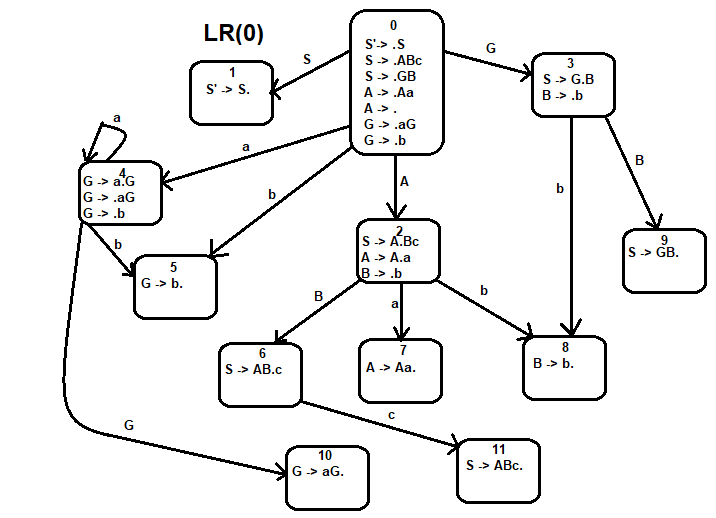 LR(0)
0
S'-> .S
S -> .ABc
S -> .GB
A -> .Aa
A -> .
G -> .aG
G -> .b
S
G
1
S' -> S.
3
S -> G.B
B -> .b
a
a
b
A
b
B
4
G -> a.G
G -> .aG
G -> .b
2
S -> A.Bc
A -> A.a
B -> .b
9
S -> GB.
b
5
G -> b.
B
a
b
6
S -> AB.c
7
A -> Aa.
8
B -> b.
c
G
10
G -> aG.
11
S -> ABc.